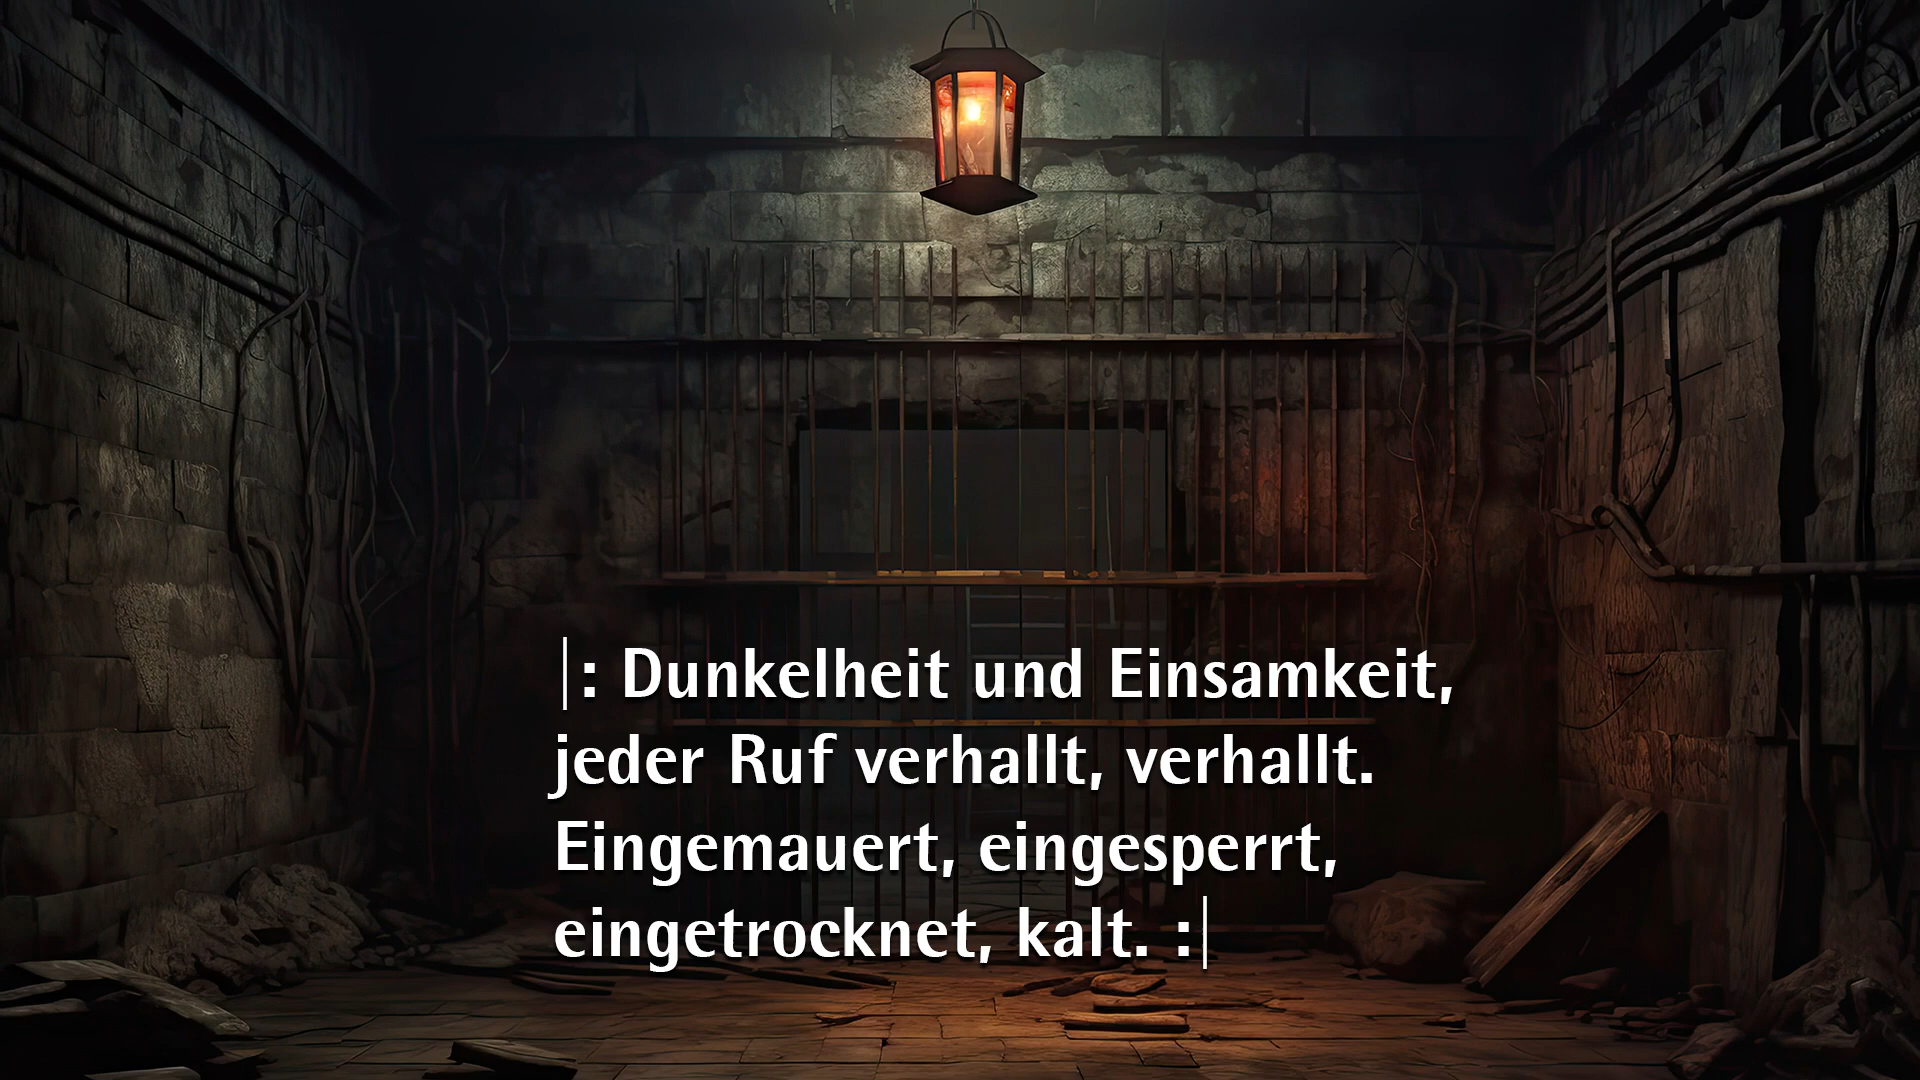 |: Dunkelheit und Einsamkeit,
jeder Ruf verhallt, verhallt.
Eingemauert, eingesperrt,
eingetrocknet, kalt. :|